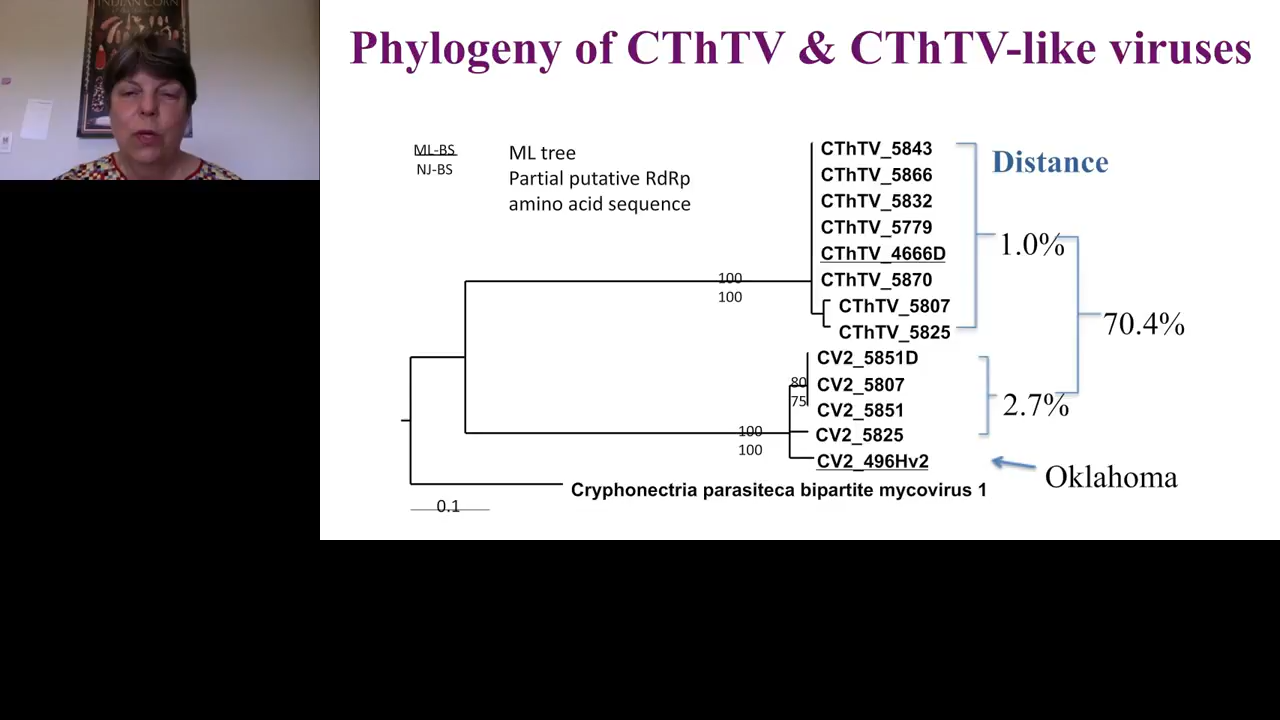 INDIAN CORN
Phylogeny of CThTV & CThTV-like viruses
ML-BS
NJ-BS
ML tree
Partial putative RdRp
amino acid sequence
Distance
CThTV_5843
CThTV_5866
CThTV_5832
CThTV_5779
CThTV_4666D
CThTV_5870
CThTV_5807
CThTV_5825
CV2_5851D
CV2_5807
CV2_5851
CV2_5825
CV2_496Hv2
Cryphonectria parasiteca bipartite mycovirus 1
100
100
80
75
100
100
0.1
1.0%
70.4%
2.7%
Oklahoma